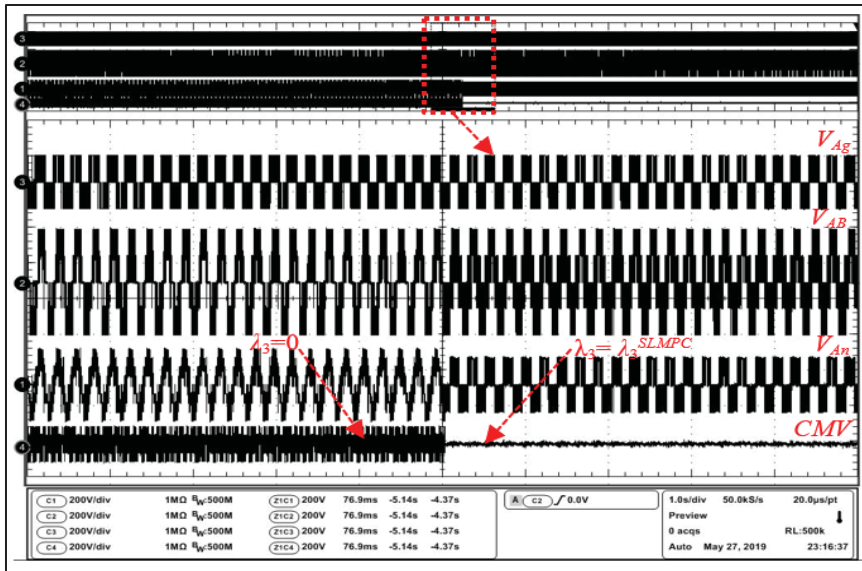 3
2
1
4
V_Ag
3
V_AB
2
λ₃=0
λ₃= λ₃^SLMPC
V_An
1
CMV
4
C1 200V/div 1MΩ B_W:500M Z1C1 200V 76.9ms -5.14s -4.37s
C2 200V/div 1MΩ B_W:500M Z1C2 200V 76.9ms -5.14s -4.37s
C3 200V/div 1MΩ B_W:500M Z1C3 200V 76.9ms -5.14s -4.37s
C4 200V/div 1MΩ B_W:500M Z1C4 200V 76.9ms -5.14s -4.37s
A C2 0.0V
1.0s/div 50.0kS/s 20.0µs/pt
Preview
0 acqs RL:500k
Auto May 27, 2019 23:16:37